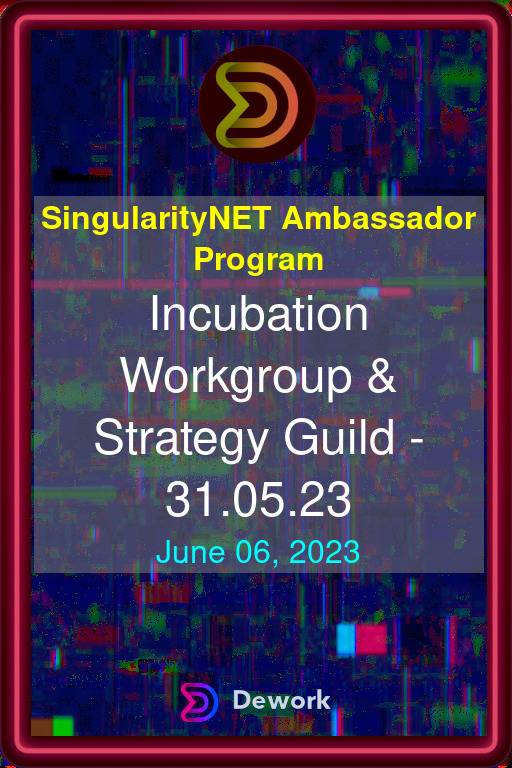 SingularityNET Ambassador
Program
Incubation
Workgroup &
Strategy Guild -
31.05.23
June 06, 2023
Dework